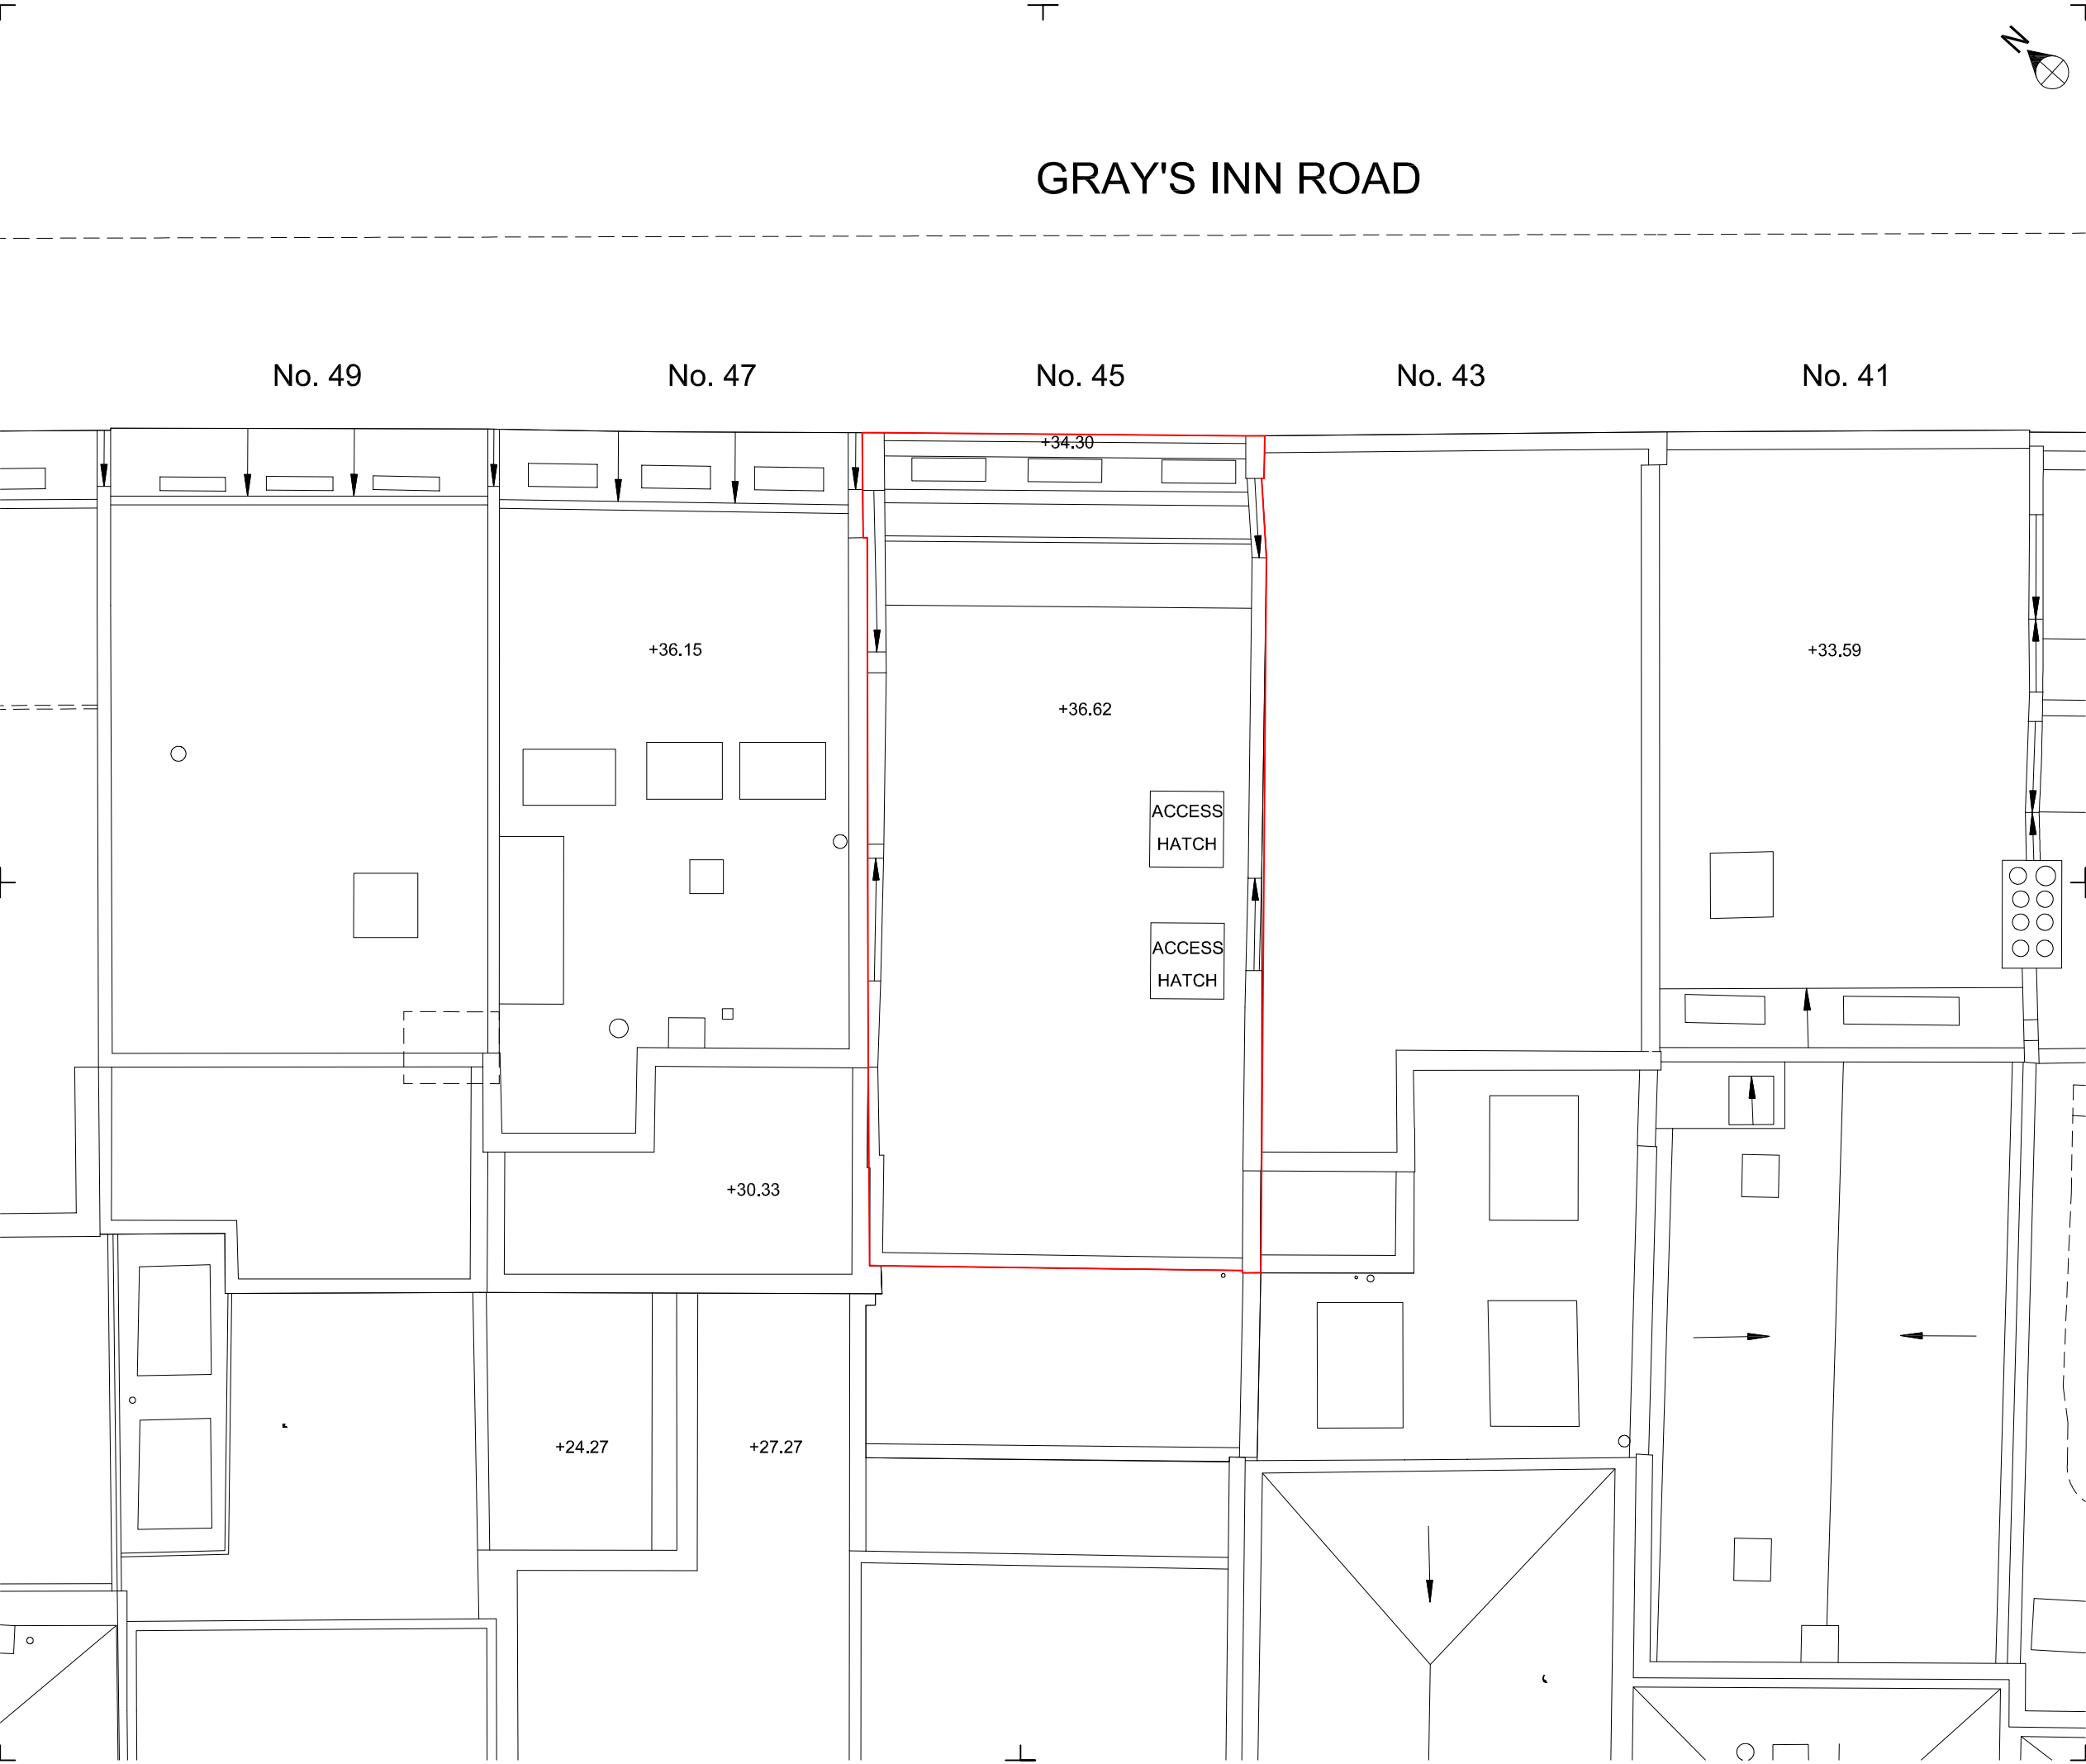 N
GRAY'S INN ROAD
No. 49
No. 47
No. 45
No. 43
No. 41
+34.30
+36.15
+33.59
+36.62
ACCESS
HATCH
ACCESS
HATCH
+30.33
+24.27
+27.27